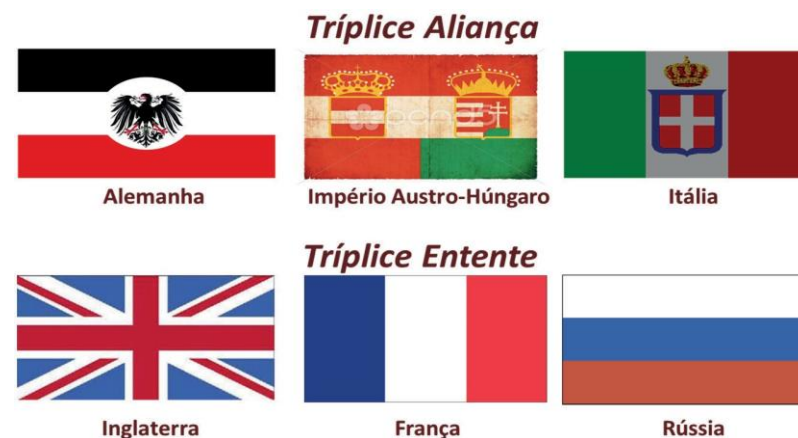 Tríplice Aliança
Alemanha
Império Austro-Húngaro
Itália
Tríplice Entente
Inglaterra
França
Rússia